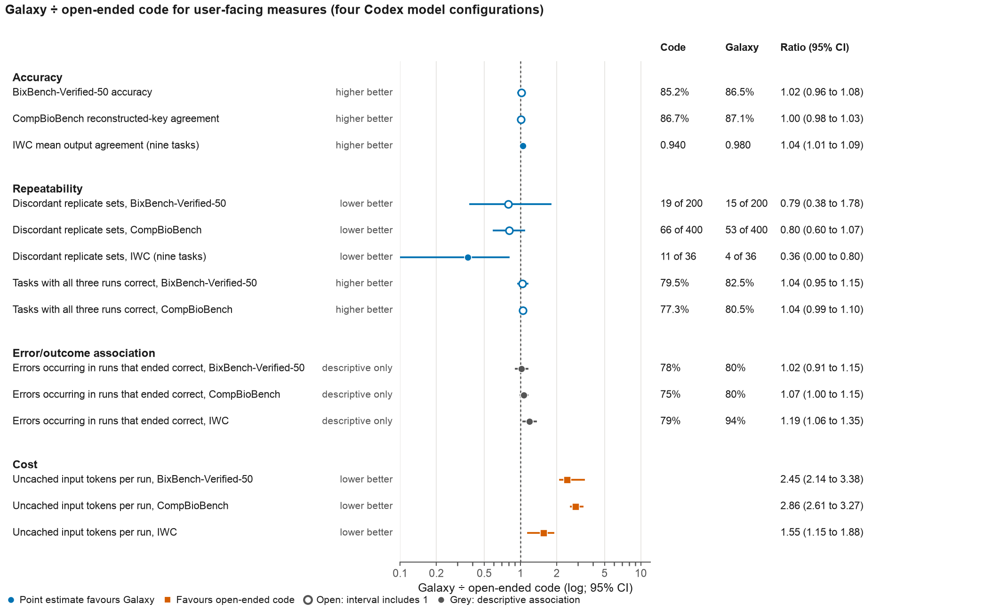 Galaxy ÷ open-ended code for user-facing measures (four Codex model configurations)
Code Galaxy Ratio (95% CI)
Accuracy
BixBench-Verified-50 accuracy higher better 85.2% 86.5% 1.02 (0.96 to 1.08)
CompBioBench reconstructed-key agreement higher better 86.7% 87.1% 1.00 (0.98 to 1.03)
IWC mean output agreement (nine tasks) higher better 0.940 0.980 1.04 (1.01 to 1.09)
Repeatability
Discordant replicate sets, BixBench-Verified-50 lower better 19 of 200 15 of 200 0.79 (0.38 to 1.78)
Discordant replicate sets, CompBioBench lower better 66 of 400 53 of 400 0.80 (0.60 to 1.07)
Discordant replicate sets, IWC (nine tasks) lower better 11 of 36 4 of 36 0.36 (0.00 to 0.80)
Tasks with all three runs correct, BixBench-Verified-50 higher better 79.5% 82.5% 1.04 (0.95 to 1.15)
Tasks with all three runs correct, CompBioBench higher better 77.3% 80.5% 1.04 (0.99 to 1.10)
Error/outcome association
Errors occurring in runs that ended correct, BixBench-Verified-50 descriptive only 78% 80% 1.02 (0.91 to 1.15)
Errors occurring in runs that ended correct, CompBioBench descriptive only 75% 80% 1.07 (1.00 to 1.15)
Errors occurring in runs that ended correct, IWC descriptive only 79% 94% 1.19 (1.06 to 1.35)
Cost
Uncached input tokens per run, BixBench-Verified-50 lower better 2.45 (2.14 to 3.38)
Uncached input tokens per run, CompBioBench lower better 2.86 (2.61 to 3.27)
Uncached input tokens per run, IWC lower better 1.55 (1.15 to 1.88)
0.1 0.2 0.5 1 2 5 10
Galaxy ÷ open-ended code (log; 95% CI)
Point estimate favours Galaxy Favours open-ended code Open: interval includes 1 Grey: descriptive association